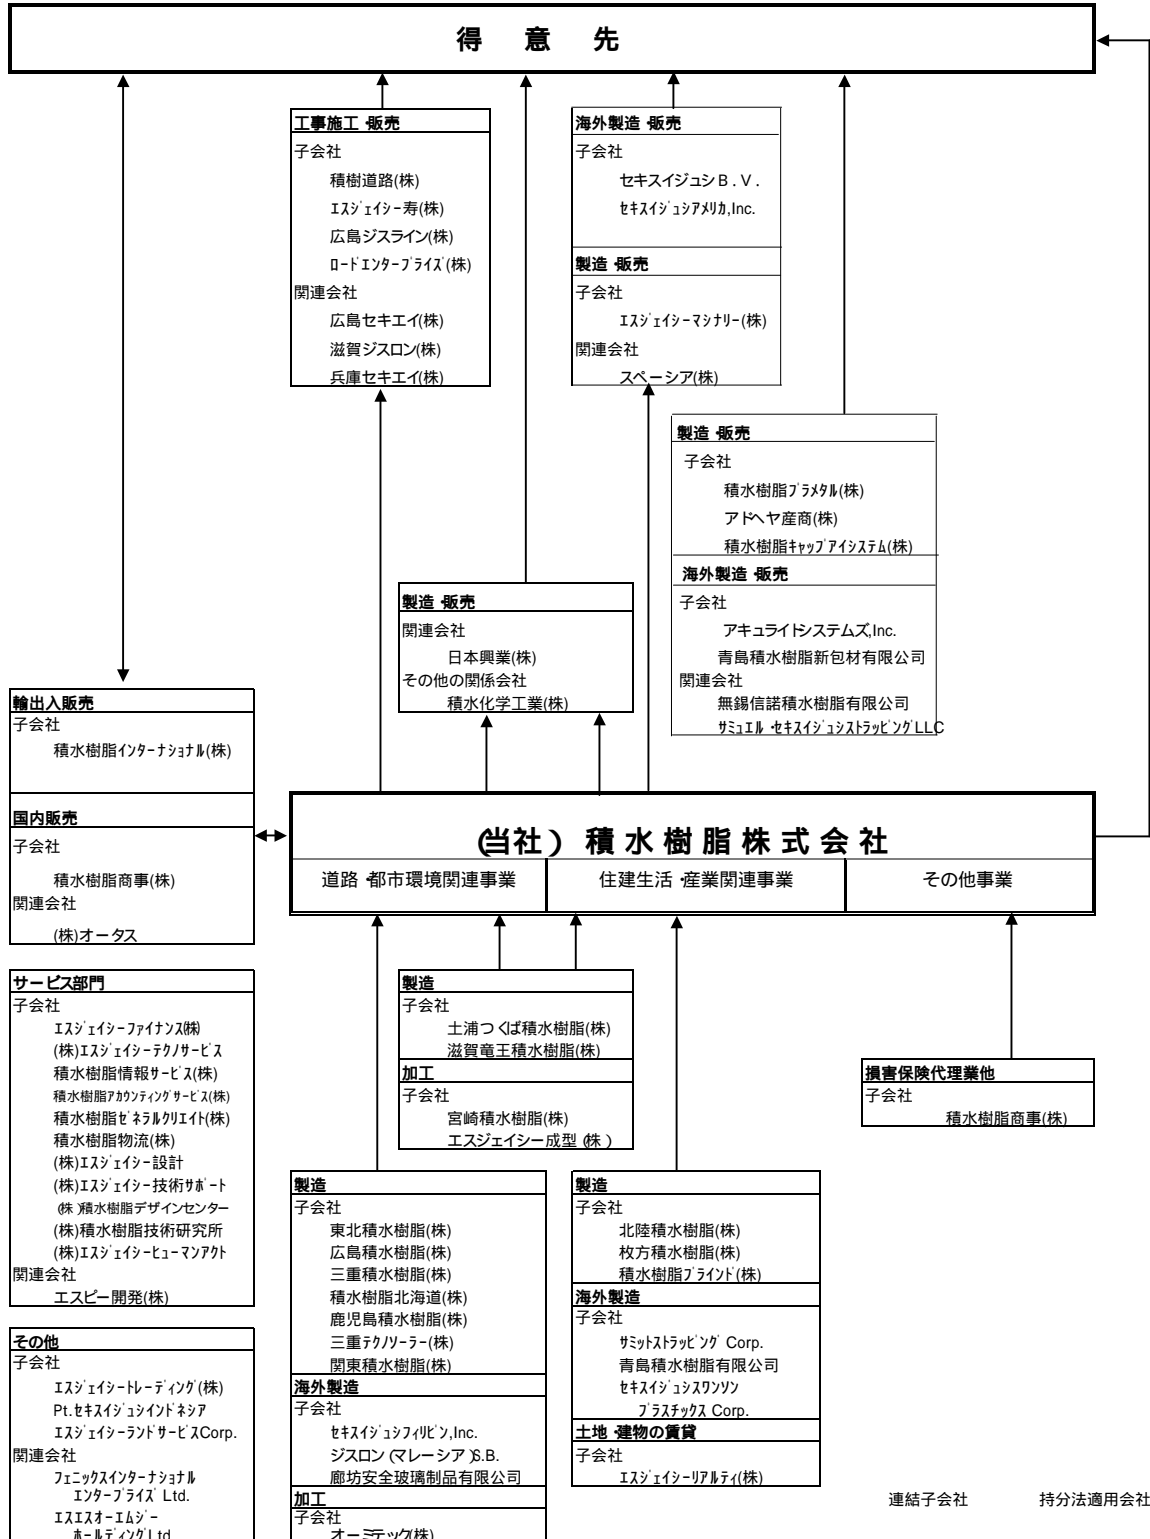 得意先
工事施工・販売
子会社
積樹道路(株)
エスジェイシー寿(株)
広島ジスライン(株)
ロードエンタープライズ(株)
関連会社
広島セキエイ(株)
滋賀ジスロン(株)
兵庫セキエイ(株)
海外製造・販売
子会社
セキスイジュシB.V.
セキスイジュシアメリカ,Inc.
製造・販売
子会社
エスジェイシーマシナリー(株)
関連会社
スペーシア(株)
製造・販売
子会社
積水樹脂プラメタル(株)
アドヘヤ産商(株)
積水樹脂キャップアイシステム(株)
海外製造・販売
子会社
アキュライトシステムズ,Inc.
青島積水樹脂新包材有限公司
関連会社
無錫信諾積水樹脂有限公司
サミュエル・セキスイジュシストラッピングLLC
製造・販売
関連会社
日本興業(株)
その他の関係会社
積水化学工業(株)
輸出入販売
子会社
積水樹脂インターナショナル(株)
国内販売
子会社
積水樹脂商事(株)
関連会社
(株)オータス
(当社)積水樹脂株式会社
道路・都市環境関連事業
住建生活・産業関連事業
その他事業
サービス部門
子会社
エスジェイシーファイナンス(株)
(株)エスジェイシーテクノサービス
積水樹脂情報サービス(株)
積水樹脂アカウンティングサービス(株)
積水樹脂ゼネラルクリエイト(株)
積水樹脂物流(株)
(株)エスジェイシー設計
(株)エスジェイシー技術サポート
(株)積水樹脂デザインセンター
(株)積水樹脂技術研究所
(株)エスジェイシーヒューマンアクト
関連会社
エスピー開発(株)
製造
子会社
土浦つくば積水樹脂(株)
滋賀竜王積水樹脂(株)
加工
子会社
宮崎積水樹脂(株)
エスジェイシー成型(株)
損害保険代理業他
子会社
積水樹脂商事(株)
その他
子会社
エスジェイシートレーディング(株)
Pt.セキスイジュシインドネシア
エスジェイシーランドサービスCorp.
関連会社
フェニックスインターナショナル
エンタープライズ Ltd.
エスエスオーエムジー
ホールディングLtd.
製造
子会社
東北積水樹脂(株)
広島積水樹脂(株)
三重積水樹脂(株)
積水樹脂北海道(株)
鹿児島積水樹脂(株)
三重テクノソーラー(株)
関東積水樹脂(株)
海外製造
子会社
セキスイジュシフィリピン,Inc.
ジスロン(マレーシア)S.B.
廊坊安全玻璃制品有限公司
加工
子会社
オーミテック(株)
製造
子会社
北陸積水樹脂(株)
枚方積水樹脂(株)
積水樹脂ブラインド(株)
海外製造
子会社
サミットストラッピング Corp.
青島積水樹脂有限公司
セキスイジュシスワンソン
プラスチックス Corp.
土地・建物の賃貸
子会社
エスジェイシーリアルティ(株)
連結子会社 持分法適用会社